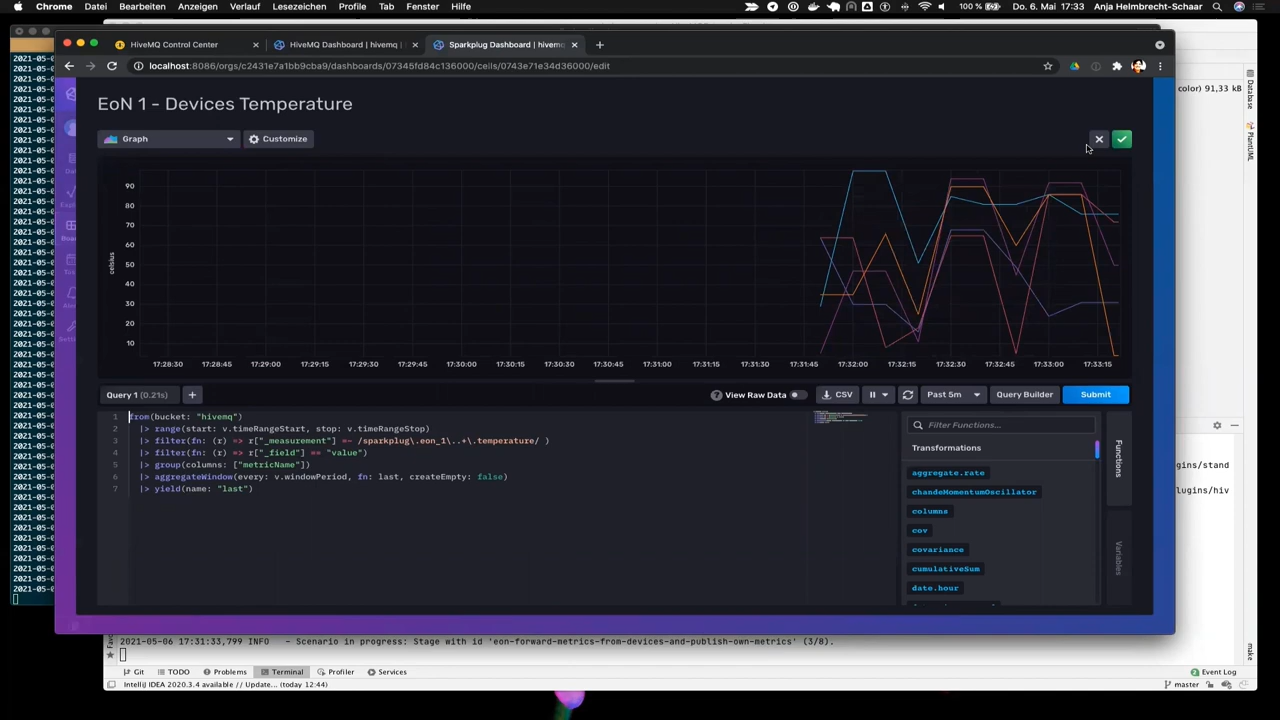 Chrome Datei Bearbeiten Anzeigen Verlauf Lesezeichen Profile Tab Fenster Hilfe 100 % Do. 6. Mai 17:33 Anja Helmbrecht-Schaar
HiveMQ Control Center
HiveMQ Dashboard | hivemq |
Sparkplug Dashboard | hivem
localhost:8086/orgs/c2431e7a1bb9cba9/dashboards/07345fd84c136000/cells/0743e71e34d36000/edit
color) 91,33 kB
Database
PlantUML
EoN 1 - Devices Temperature
Graph
Customize
celsius
90
80
70
60
50
40
30
20
10
17:28:30 17:28:45 17:29:00 17:29:15 17:29:30 17:29:45 17:30:00 17:30:15 17:30:30 17:30:45 17:31:00 17:31:15 17:31:30 17:31:45 17:32:00 17:32:15 17:32:30 17:32:45 17:33:00 17:33:15
Query 1 (0.21s)
View Raw Data
CSV
Past 5m
Query Builder
Submit
1 from(bucket: "hivemq")
2 |> range(start: v.timeRangeStart, stop: v.timeRangeStop)
3 |> filter(fn: (r) => r["_measurement"] =~ /sparkplug\.eon_1\..+\.temperature/ )
4 |> filter(fn: (r) => r["_field"] == "value")
5 |> group(columns: ["metricName"])
6 |> aggregateWindow(every: v.windowPeriod, fn: last, createEmpty: false)
7 |> yield(name: "last")
Filter Functions...
Transformations
aggregate.rate
chandeMomentumOscillator
columns
cov
covariance
cumulativeSum
date.hour
Functions
Variables
gins/stand
lugins/hiv
make
2021-05-06 17:31:33,799 INFO - Scenario in progress: Stage with id 'eon-forward-metrics-from-devices-and-publish-own-metrics' (3/8).
Git TODO Problems Terminal Profiler Services Event Log
IntelliJ IDEA 2020.3.4 available // Update... (today 12:44) master